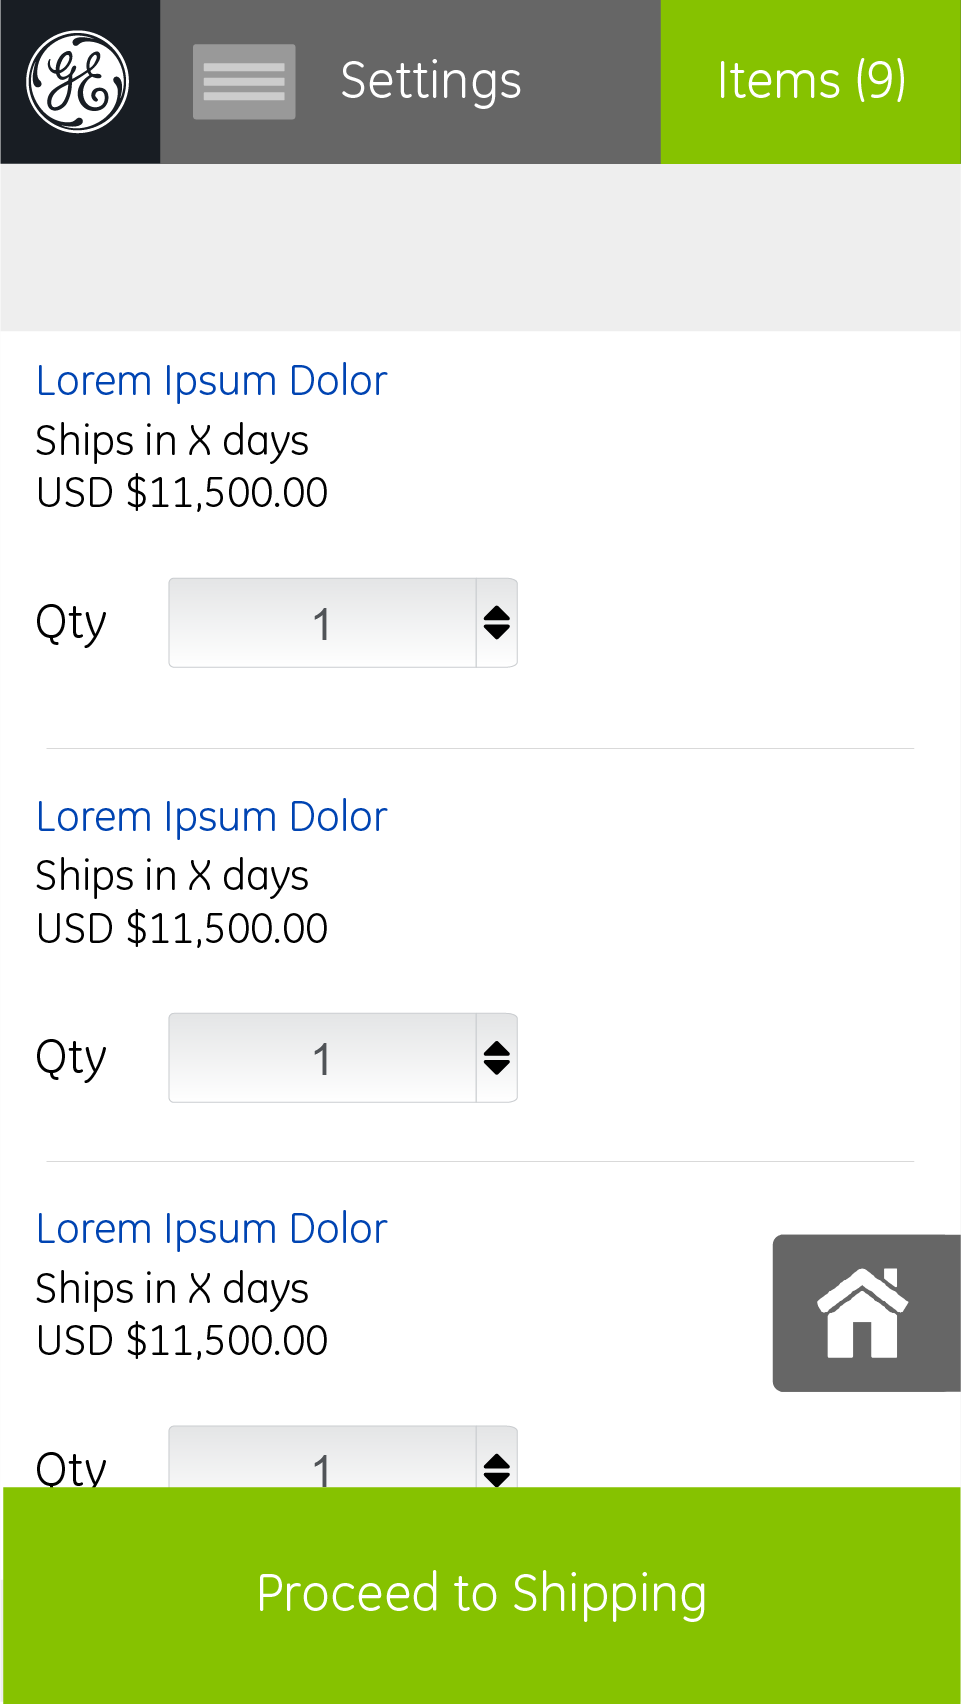 GE
Settings
Items (9)
Lorem Ipsum Dolor
Ships in X days
USD $11,500.00
Qty
1
Lorem Ipsum Dolor
Ships in X days
USD $11,500.00
Qty
1
Lorem Ipsum Dolor
Ships in X days
USD $11,500.00
Qty
1
Proceed to Shipping